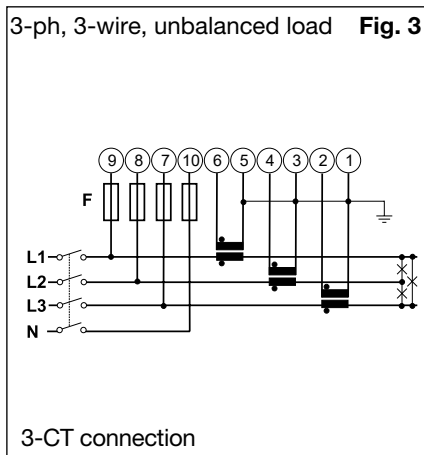 3-ph, 3-wire, unbalanced load Fig. 3
9 8 7 10 6 5 4 3 2 1
F
L1
L2
L3
N
3-CT connection